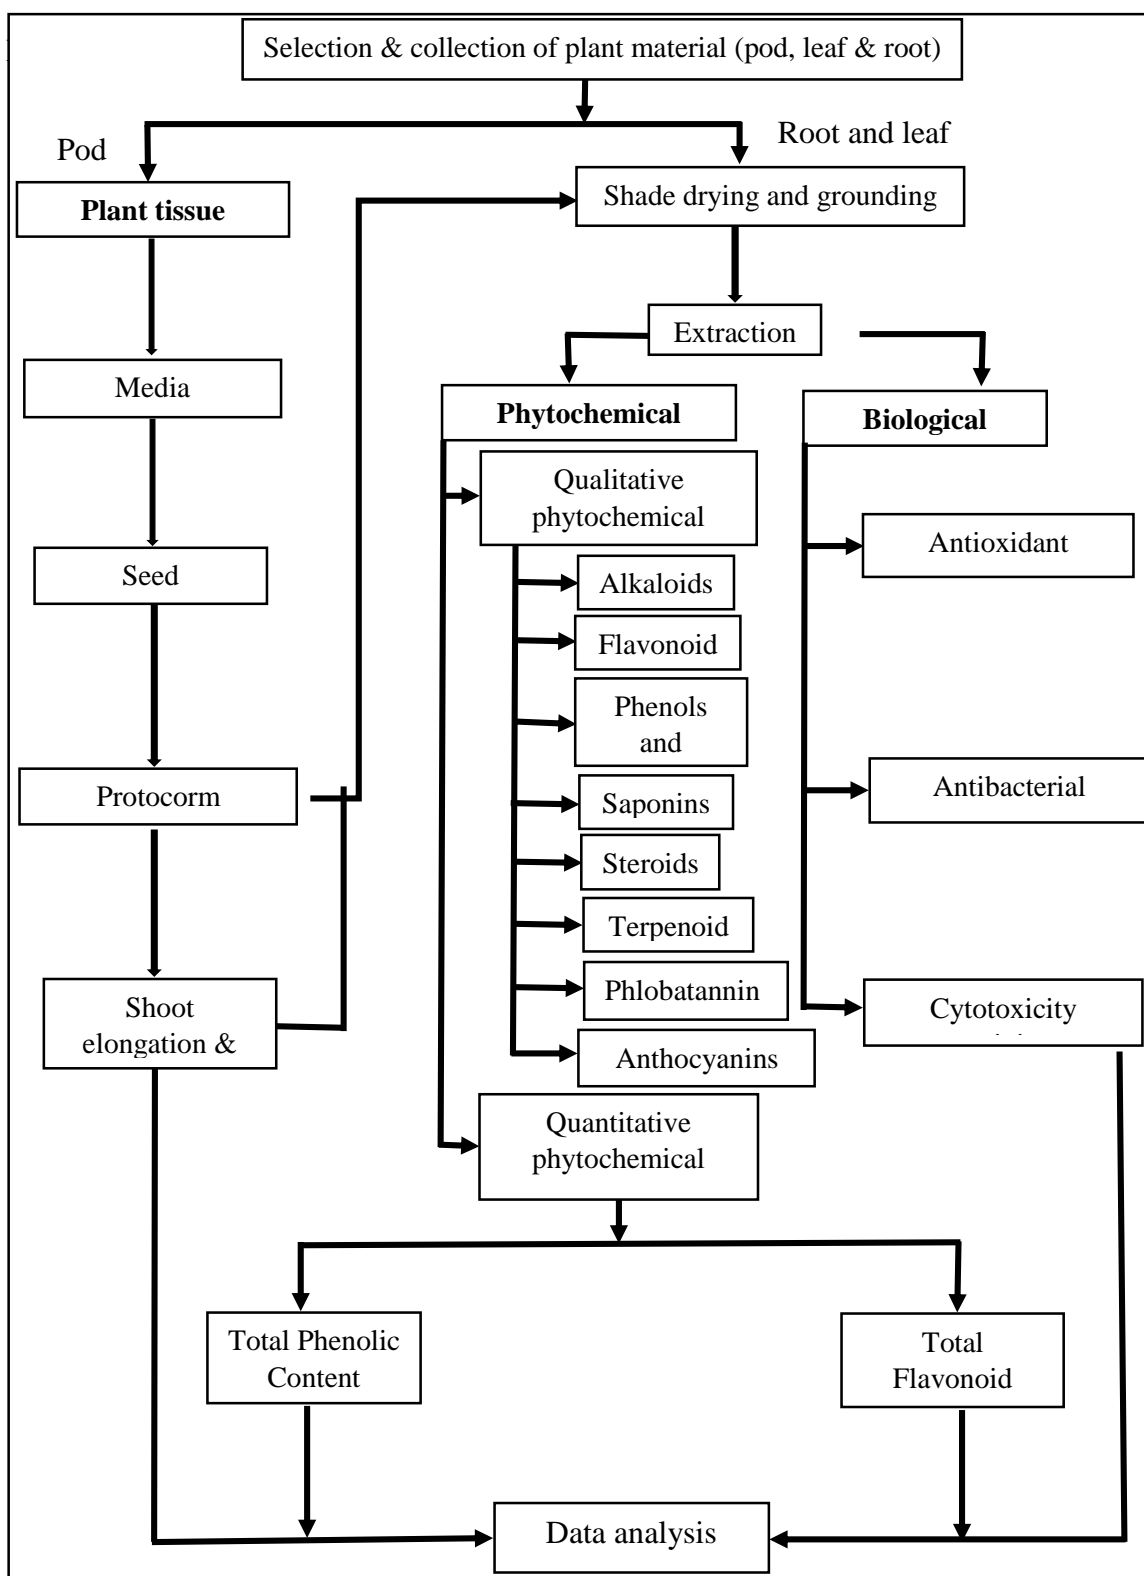 Selection & collection of plant material (pod, leaf & root)
Pod
Root and leaf
Plant tissue
Shade drying and grounding
Extraction
Media
Phytochemical
Biological
Qualitative
phytochemical
Antioxidant
Seed
Alkaloids
Flavonoid
Phenols
and
Protocorm
Antibacterial
Saponins
Steroids
Terpenoid
Phlobatannin
Shoot
elongation &
Cytotoxicity
Anthocyanins
Quantitative
phytochemical
Total Phenolic
Content
Total
Flavonoid
Data analysis